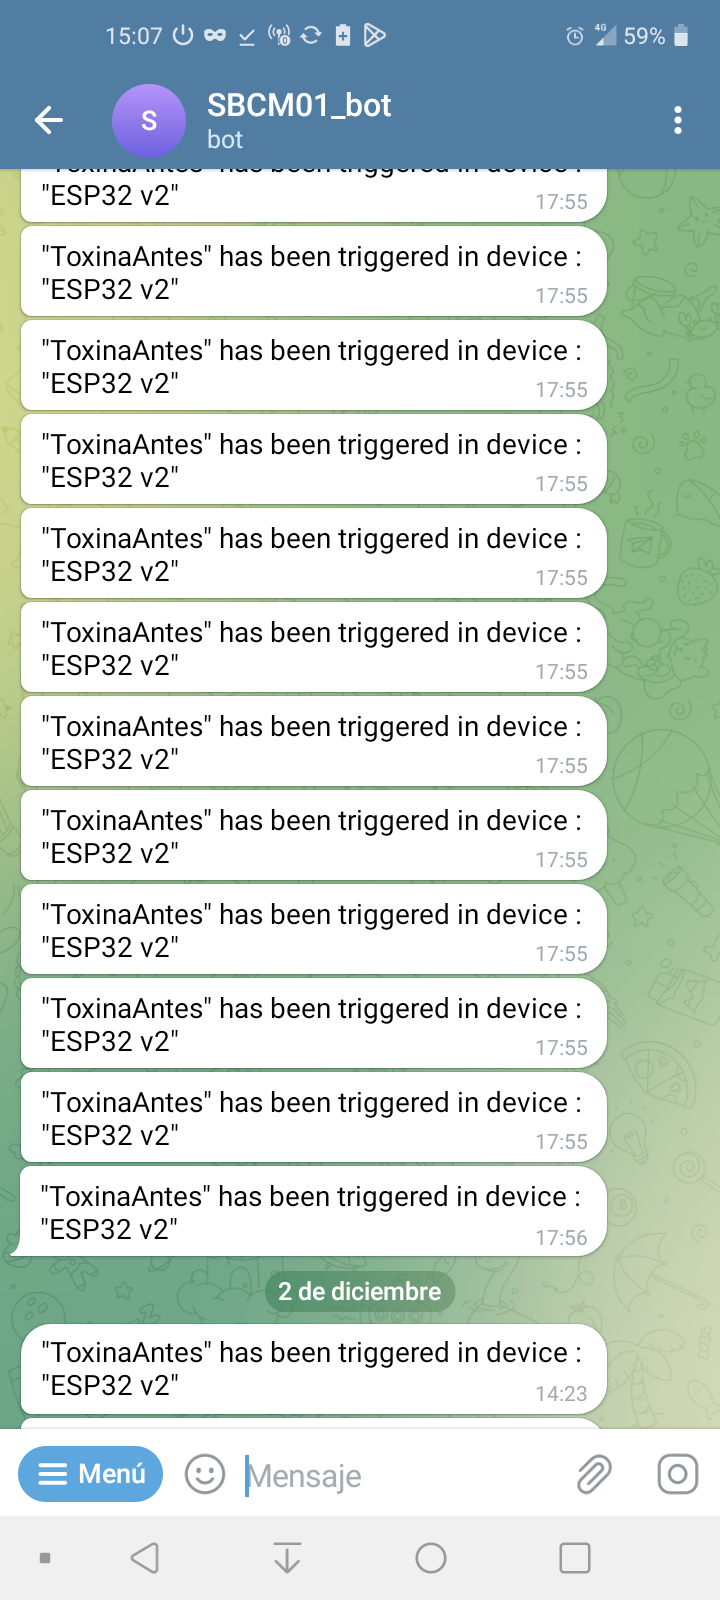 15:07 4G 59%
S
SBCM01_bot
bot
"ToxinaAntes" has been triggered in device :
"ESP32 v2"
17:55
"ToxinaAntes" has been triggered in device :
"ESP32 v2"
17:55
"ToxinaAntes" has been triggered in device :
"ESP32 v2"
17:55
"ToxinaAntes" has been triggered in device :
"ESP32 v2"
17:55
"ToxinaAntes" has been triggered in device :
"ESP32 v2"
17:55
"ToxinaAntes" has been triggered in device :
"ESP32 v2"
17:55
"ToxinaAntes" has been triggered in device :
"ESP32 v2"
17:55
"ToxinaAntes" has been triggered in device :
"ESP32 v2"
17:55
"ToxinaAntes" has been triggered in device :
"ESP32 v2"
17:55
"ToxinaAntes" has been triggered in device :
"ESP32 v2"
17:55
"ToxinaAntes" has been triggered in device :
"ESP32 v2"
17:55
"ToxinaAntes" has been triggered in device :
"ESP32 v2"
17:56
2 de diciembre
"ToxinaAntes" has been triggered in device :
"ESP32 v2"
14:23
Menú
Mensaje